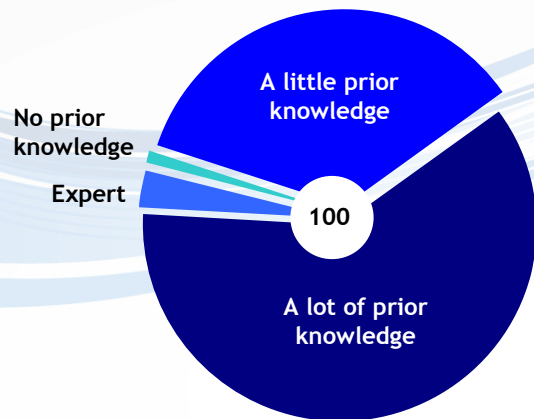 A little prior
knowledge
No prior
knowledge
Expert
100
A lot of prior
knowledge